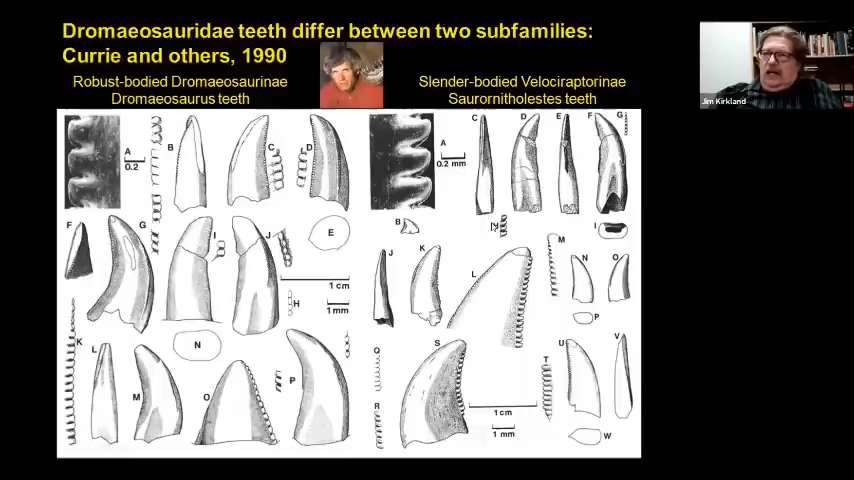 Dromaeosauridae teeth differ between two subfamilies:
Currie and others, 1990
Robust-bodied Dromaeosaurinae
Dromaeosaurus teeth
Slender-bodied Velociraptorinae
Saurornitholestes teeth
Jim Kirkland
A
0.2
B
C
D
E
F
G
H
I
J
1 cm
1 mm
K
L
M
N
O
P
A
0.2 mm
B
C
D
E
F
G
I
J
K
L
M
N
O
P
Q
R
S
T
U
V
W
1 cm
1 mm